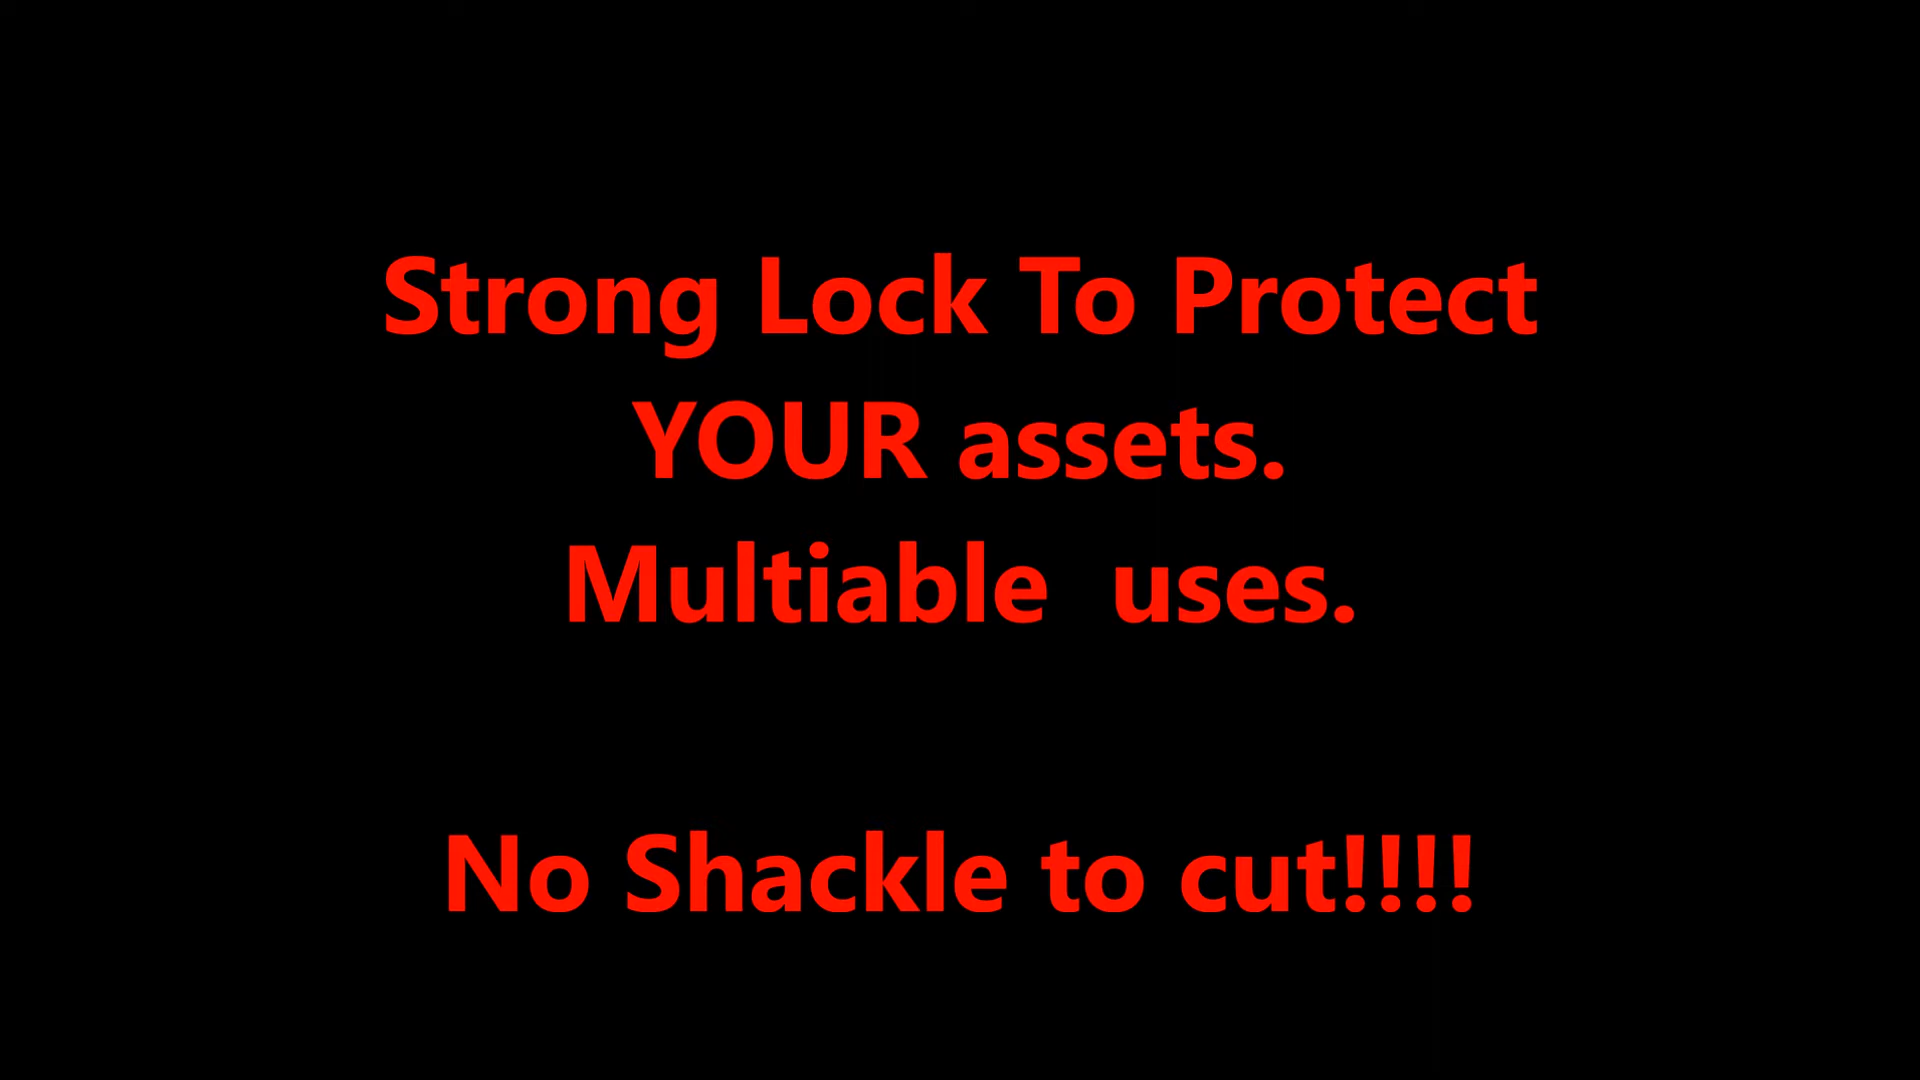 Strong Lock To Protect
YOUR assets.
Multiable  uses.
No Shackle to cut!!!!